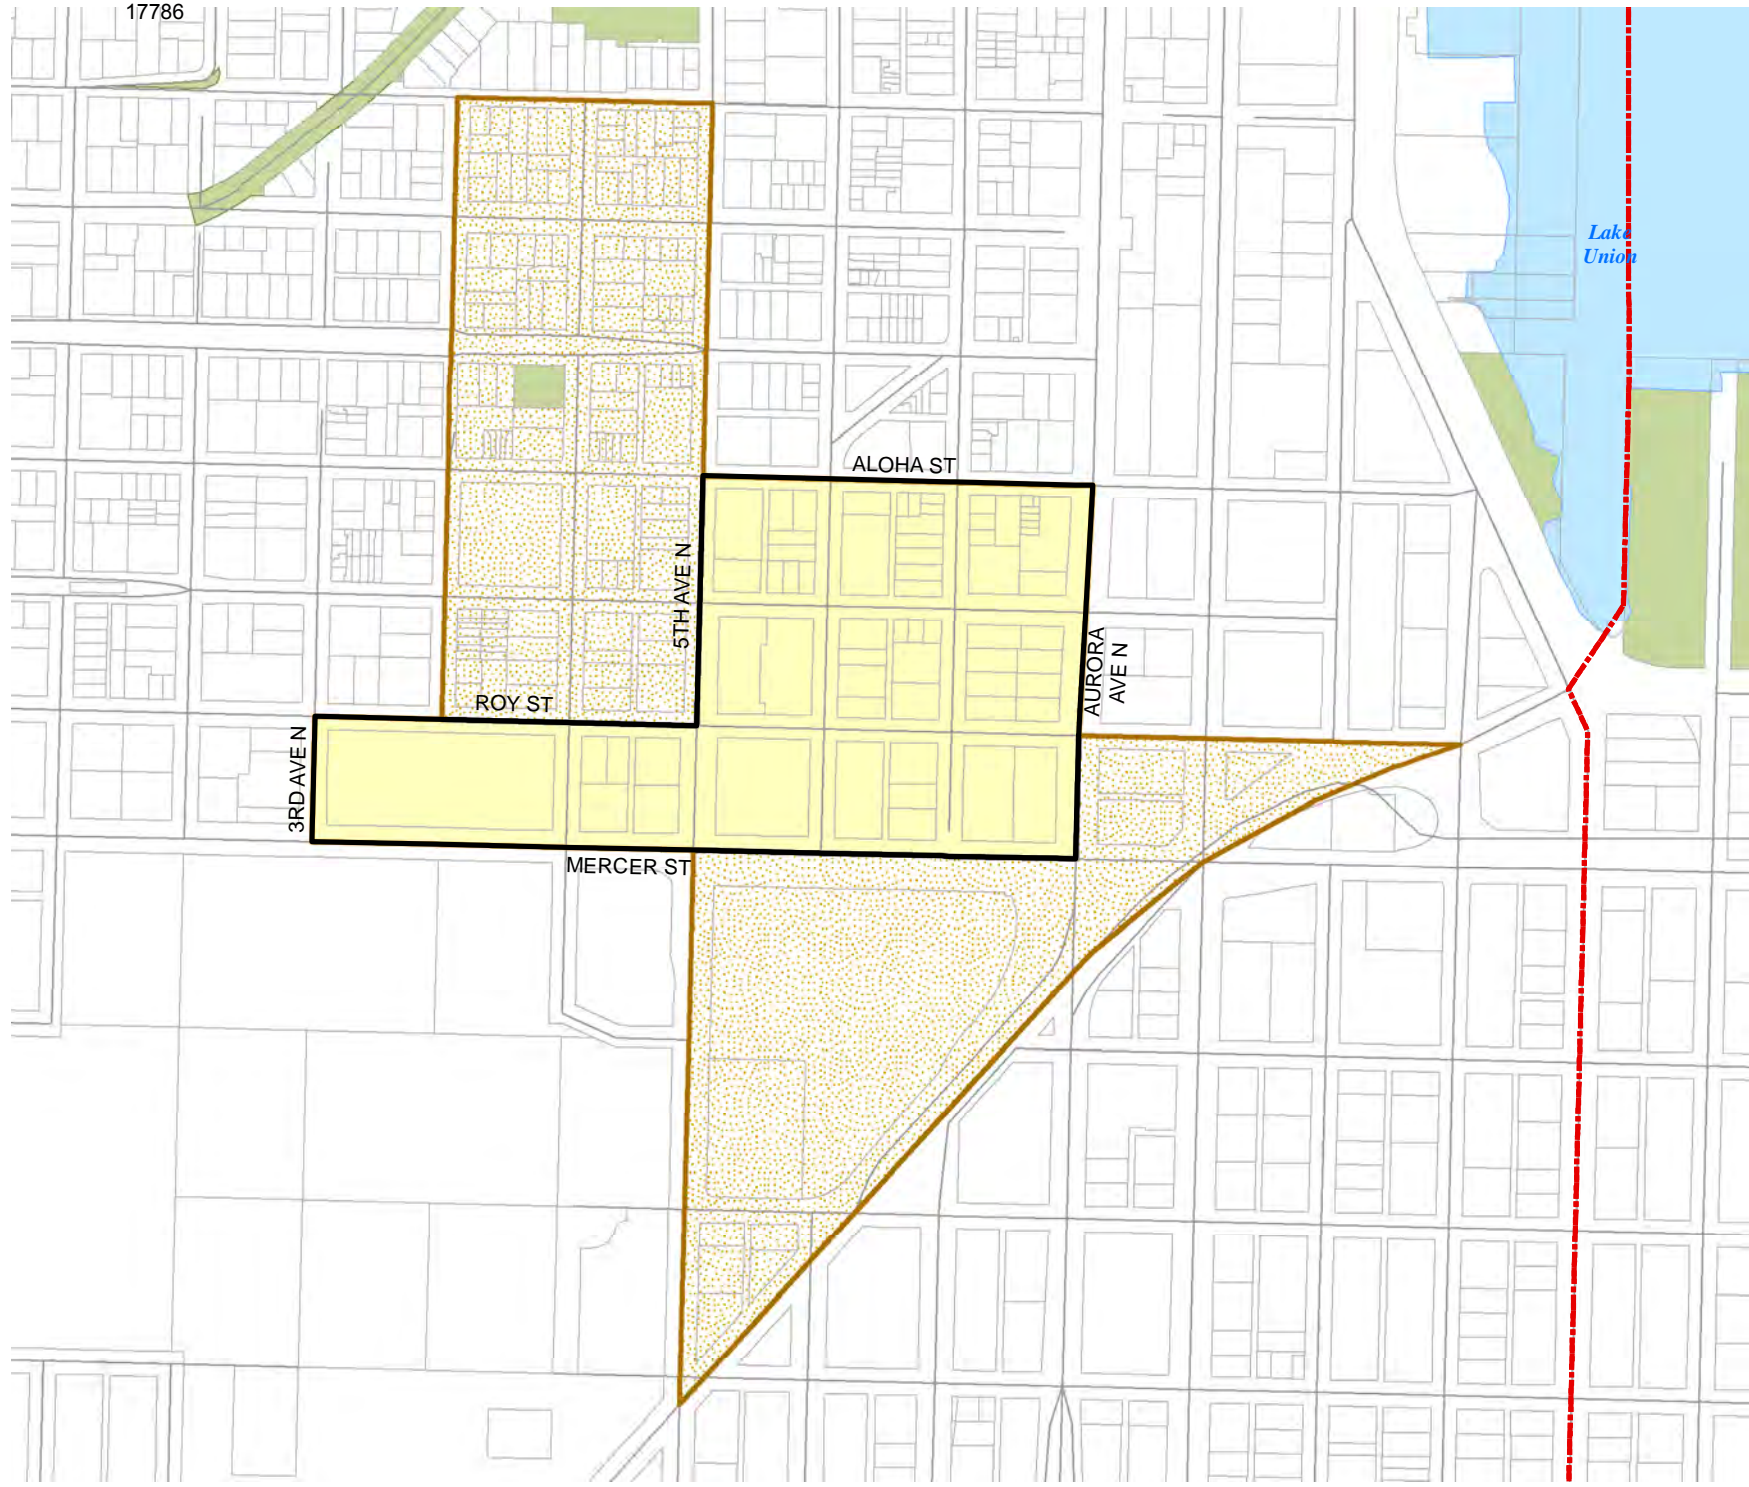 17786
Lake
Union
ALOHA ST
5TH AVE N
AURORA
AVE N
ROY ST
3RD AVE N
MERCER ST